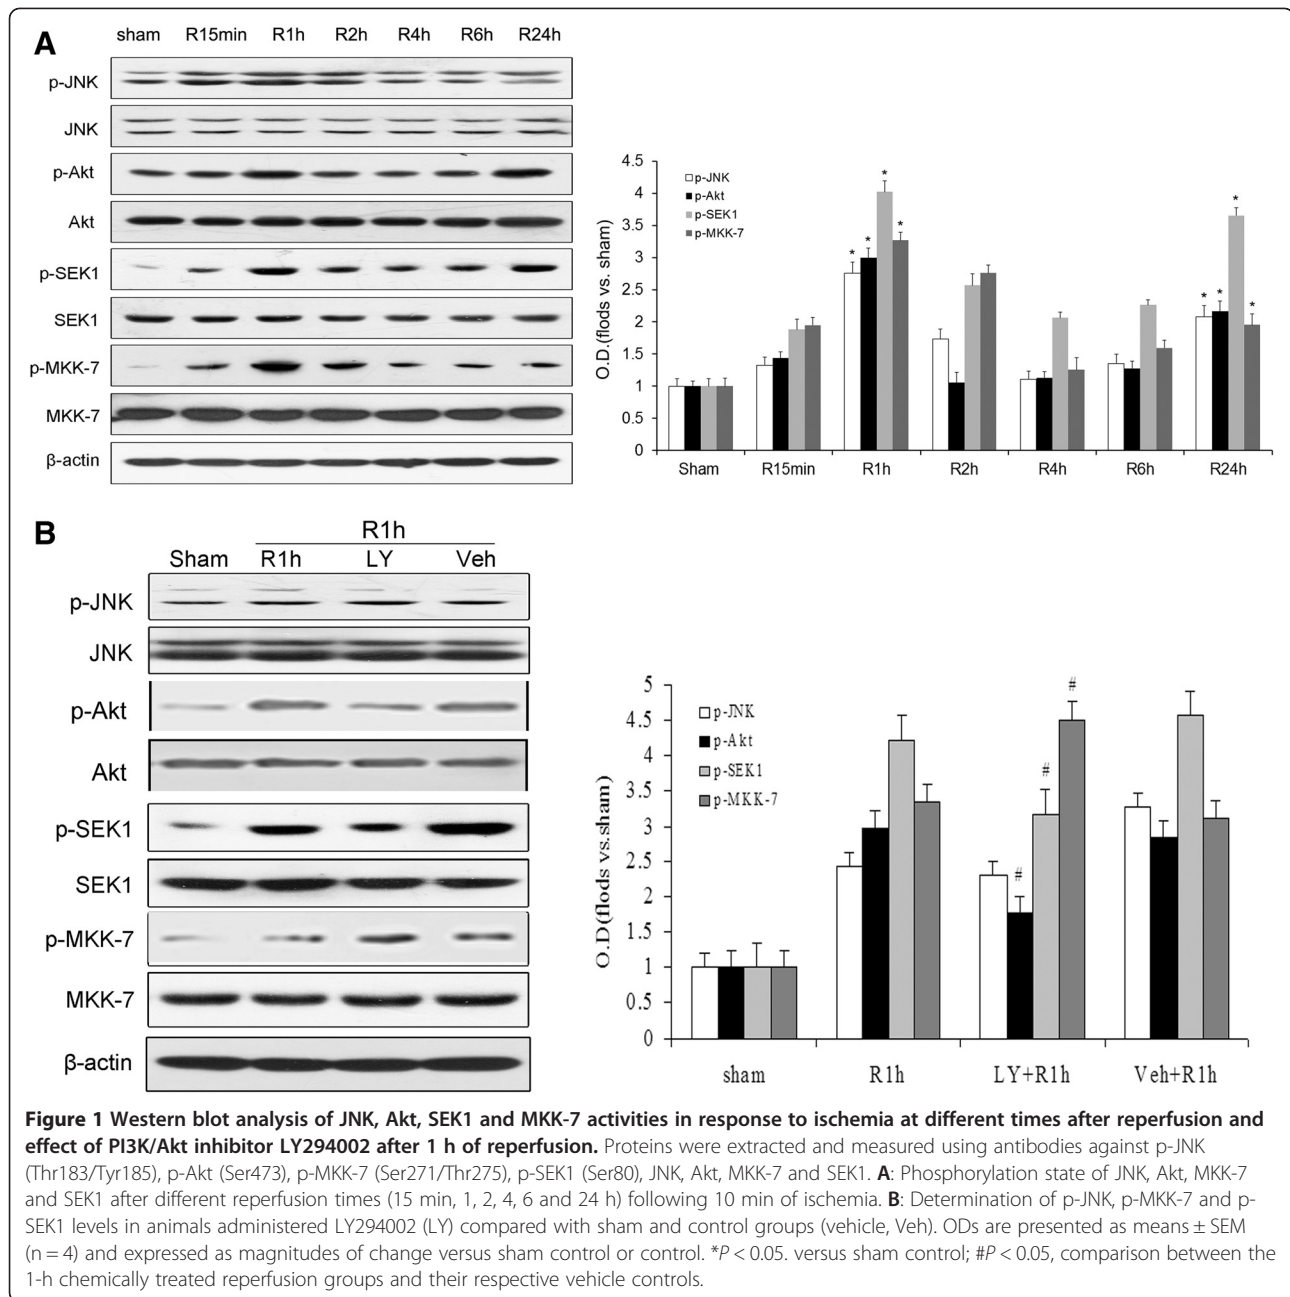 A
sham R15min R1h R2h R4h R6h R24h
p-JNK
JNK
p-Akt
Akt
p-SEK1
SEK1
p-MKK-7
MKK-7
β-actin
O.D.(flods vs. sham)
4.5
4
3.5
3
2.5
2
1.5
1
0.5
0
p-JNK
p-Akt
p-SEK1
p-MKK-7
* * * *
* * * *
Sham R15min R1h R2h R4h R6h R24h
B
R1h
Sham R1h LY Veh
p-JNK
JNK
p-Akt
Akt
p-SEK1
SEK1
p-MKK-7
MKK-7
β-actin
O.D(flods vs.sham)
5
4.5
4
3.5
3
2.5
2
1.5
1
0.5
0
p-JNK
p-Akt
p-SEK1
p-MKK-7
# # #
sham R1h LY+R1h Veh+R1h
Figure 1 Western blot analysis of JNK, Akt, SEK1 and MKK-7 activities in response to ischemia at different times after reperfusion and
effect of PI3K/Akt inhibitor LY294002 after 1 h of reperfusion. Proteins were extracted and measured using antibodies against p-JNK
(Thr183/Tyr185), p-Akt (Ser473), p-MKK-7 (Ser271/Thr275), p-SEK1 (Ser80), JNK, Akt, MKK-7 and SEK1. A: Phosphorylation state of JNK, Akt, MKK-7
and SEK1 after different reperfusion times (15 min, 1, 2, 4, 6 and 24 h) following 10 min of ischemia. B: Determination of p-JNK, p-MKK-7 and p-
SEK1 levels in animals administered LY294002 (LY) compared with sham and control groups (vehicle, Veh). ODs are presented as means ± SEM
(n = 4) and expressed as magnitudes of change versus sham control or control. *P < 0.05. versus sham control; #P < 0.05, comparison between the
1-h chemically treated reperfusion groups and their respective vehicle controls.